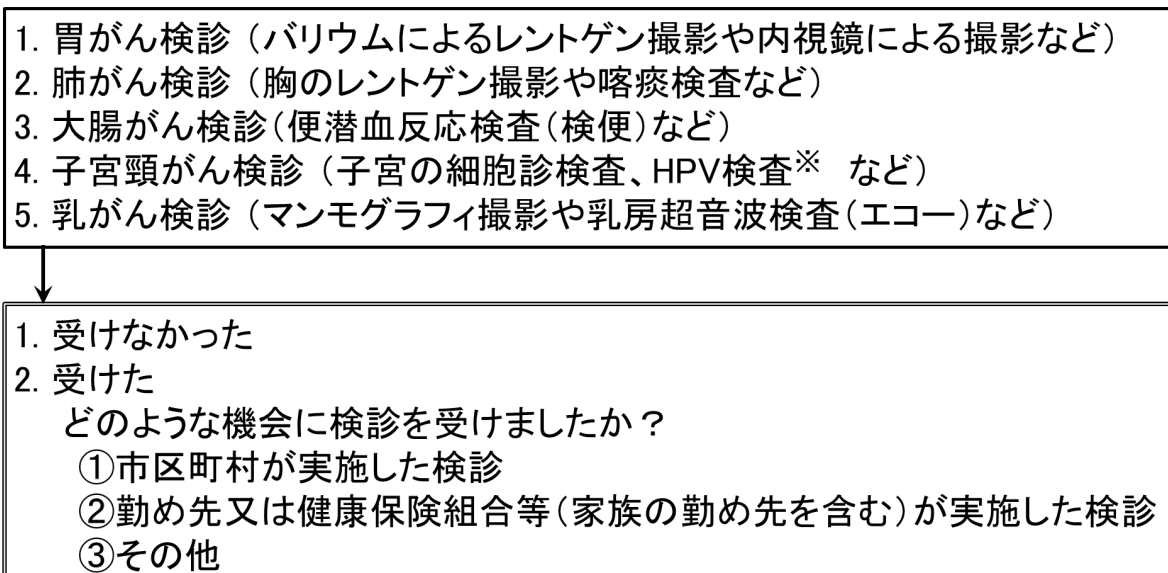 1. 胃がん検診（バリウムによるレントゲン撮影や内視鏡による撮影など）
2. 肺がん検診（胸のレントゲン撮影や喀痰検査など）
3. 大腸がん検診（便潜血反応検査（検便）など）
4. 子宮頸がん検診（子宮の細胞診検査、HPV検査※ など）
5. 乳がん検診（マンモグラフィ撮影や乳房超音波検査（エコー）など）
1. 受けなかった
2. 受けた
どのような機会に検診を受けましたか？
①市区町村が実施した検診
②勤め先又は健康保険組合等（家族の勤め先を含む）が実施した検診
③その他